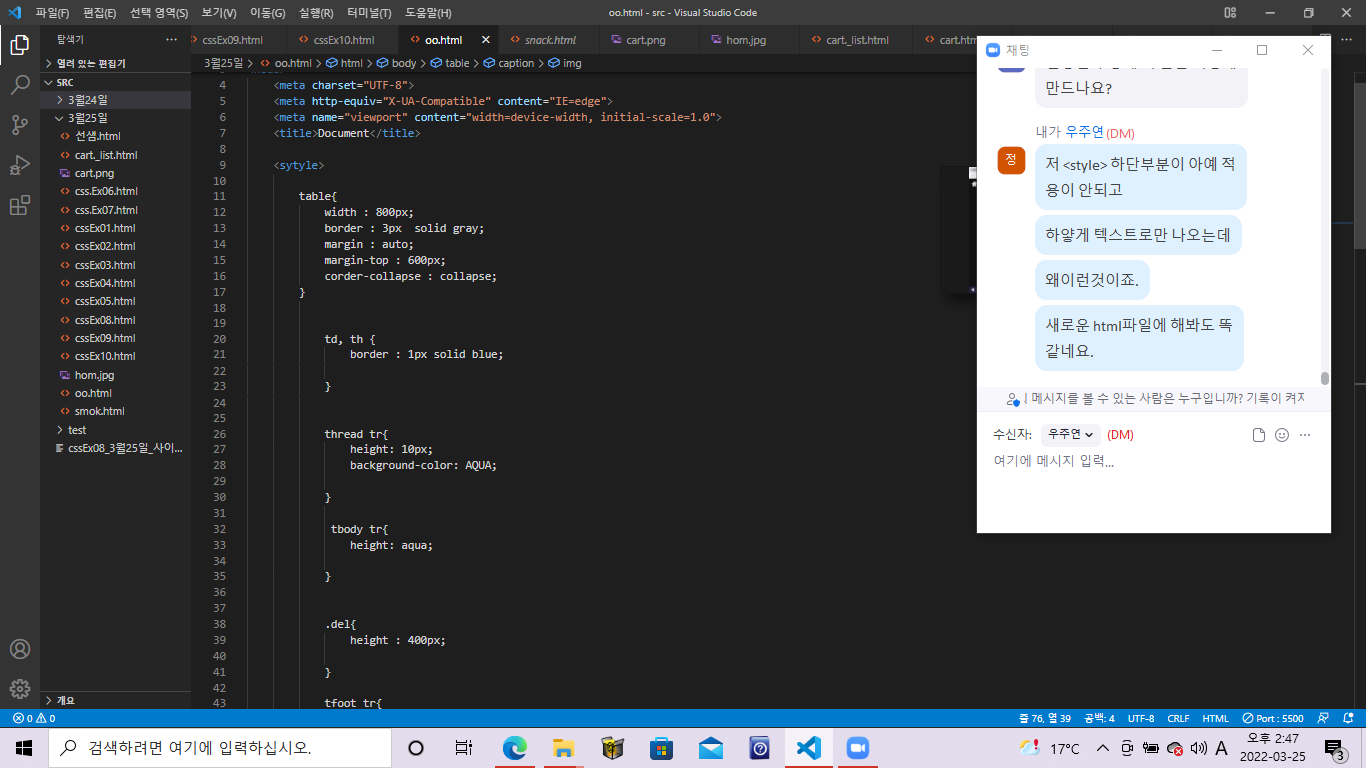 파일(F) 편집(E) 선택 영역(S) 보기(V) 이동(G) 실행(R) 터미널(T) 도움말(H) oo.html - src - Visual Studio Code
탐색기 ...
cssEx09.html cssEx10.html oo.html snack.html cart.png hom.jpg cart._list.html
열려 있는 편집기
3월25일 > oo.html > html > body > table > caption > img
SRC
3월24일
3월25일
선샘.html
cart._list.html
cart.png
css.Ex06.html
css.Ex07.html
cssEx01.html
cssEx02.html
cssEx03.html
cssEx04.html
cssEx05.html
cssEx08.html
cssEx09.html
cssEx10.html
hom.jpg
oo.html
smok.html
test
cssEx08_3월25일_사이...
개요
4 <meta charset="UTF-8">
5 <meta http-equiv="X-UA-Compatible" content="IE=edge">
6 <meta name="viewport" content="width=device-width, initial-scale=1.0">
7 <title>Document</title>
8
9 <sytyle>
10
11 table{
12 width : 800px;
13 border : 3px  solid gray;
14 margin : auto;
15 margin-top : 600px;
16 corder-collapse : collapse;
17 }
18
19
20 td, th {
21 border : 1px solid blue;
22
23 }
24
25
26 thread tr{
27 height: 10px;
28 background-color: AQUA;
29
30 }
31
32 tbody tr{
33 height: aqua;
34
35 }
36
37
38 .del{
39 height : 400px;
40
41 }
42
43 tfoot tr{
채팅
만드나요?
내가 우주연(DM)
정
저 <style> 하단부분이 아예 적
용이 안되고
하얗게 텍스트로만 나오는데
왜이런것이죠.
새로운 html파일에 해봐도 똑
같네요.
메시지를 볼 수 있는 사람은 누구입니까? 기록이 켜지
수신자: 우주연 (DM)
여기에 메시지 입력...
0 0 줄 76, 열 39 공백: 4 UTF-8 CRLF HTML Port : 5500
검색하려면 여기에 입력하십시오.
17°C A 오후 2:47
2022-03-25
3